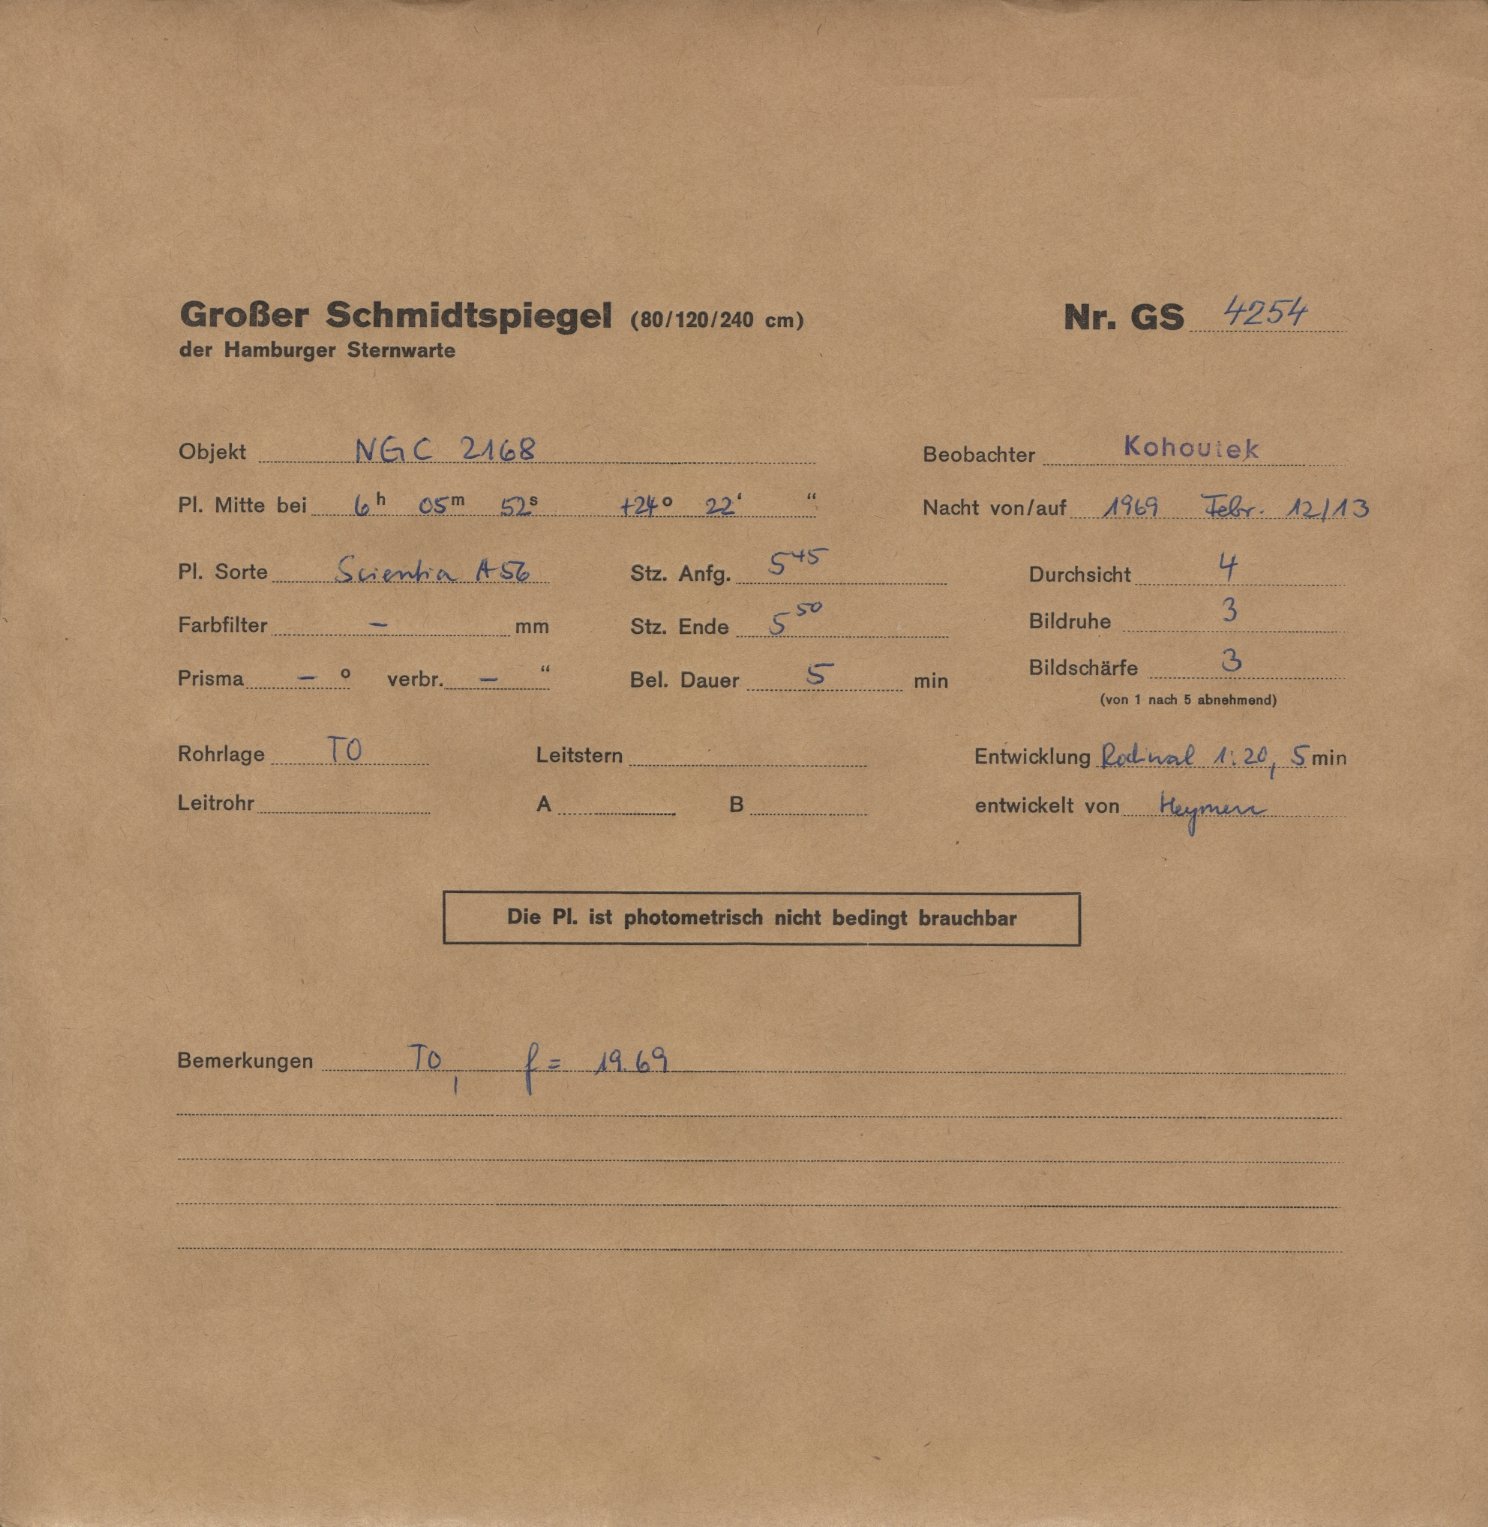 Großer Schmidtspiegel (80/120/240 cm) Nr. GS 4254
der Hamburger Sternwarte
Objekt NGC 2168 Beobachter Kohoutek
Pl. Mitte bei 6h 05m 52s +24° 22' " Nacht von/auf 1969 Febr. 12/13
Pl. Sorte Scientia A56 Stz. Anfg. 5 45 Durchsicht 4
Farbfilter – mm Stz. Ende 5 50 Bildruhe 3
Prisma – ° verbr. – " Bel. Dauer 5 min Bildschärfe 3
(von 1 nach 5 abnehmend)
Rohrlage TO Leitstern Entwicklung Rodinal 1:20, 5 min
Leitrohr A B entwickelt von
Die Pl. ist photometrisch nicht bedingt brauchbar
Bemerkungen TO, f = 19.69